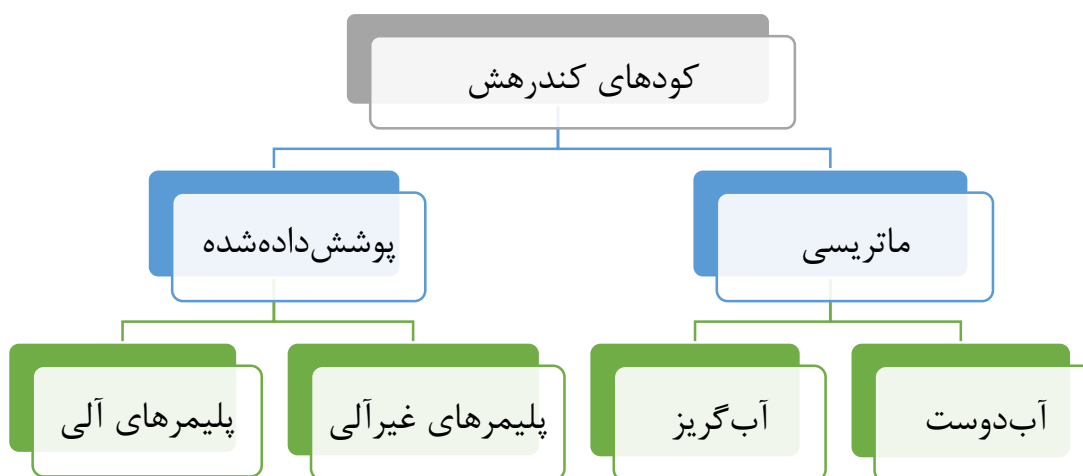 کودهای کندرهش
ماتریسی
پوشش‌داده‌شده
آب‌دوست
آب‌گریز
پلیمرهای غیرآلی
پلیمرهای آلی